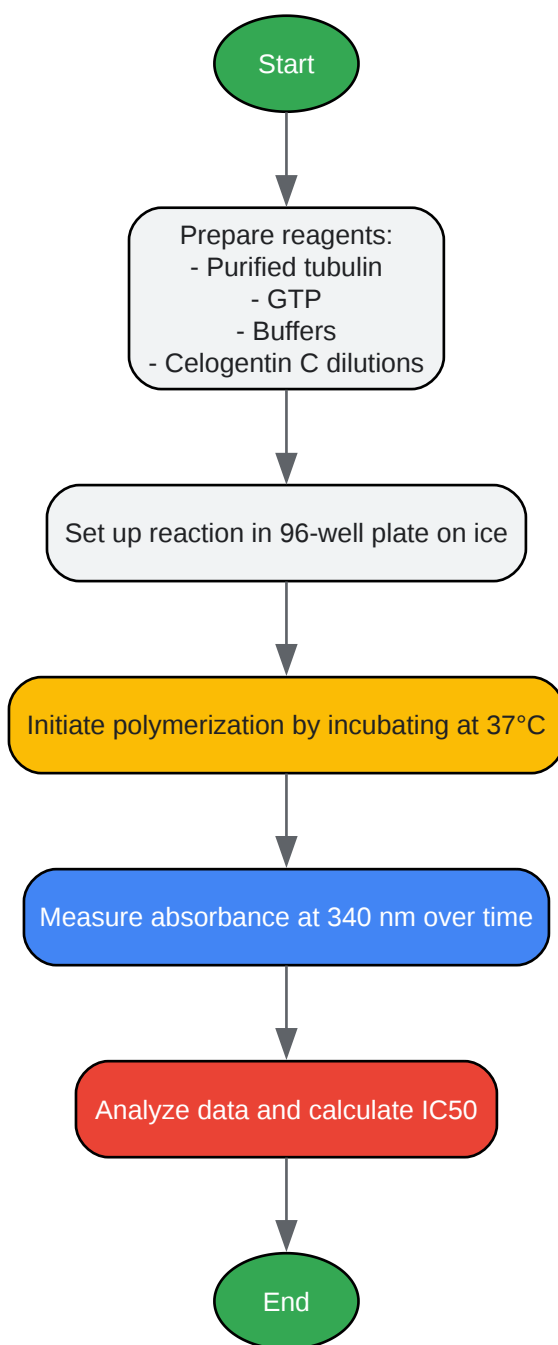 Start
Prepare reagents:
- Purified tubulin
- GTP
- Buffers
- Celogentin C dilutions
Set up reaction in 96-well plate on ice
Initiate polymerization by incubating at 37°C
Measure absorbance at 340 nm over time
Analyze data and calculate IC50
End